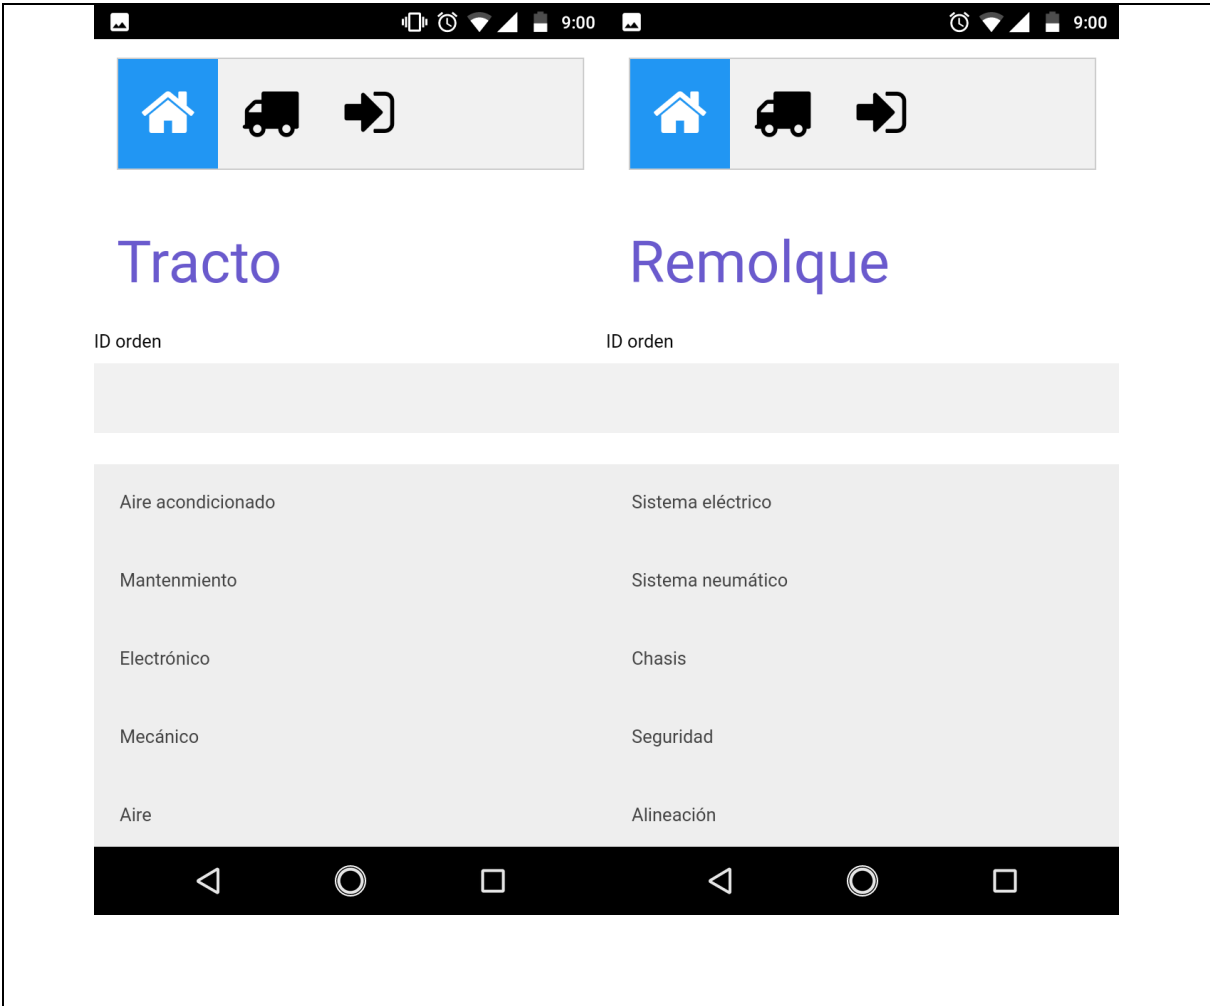 9:00
Tracto
ID orden
Aire acondicionado
Mantenmiento
Electrónico
Mecánico
Aire
9:00
Remolque
ID orden
Sistema eléctrico
Sistema neumático
Chasis
Seguridad
Alineación